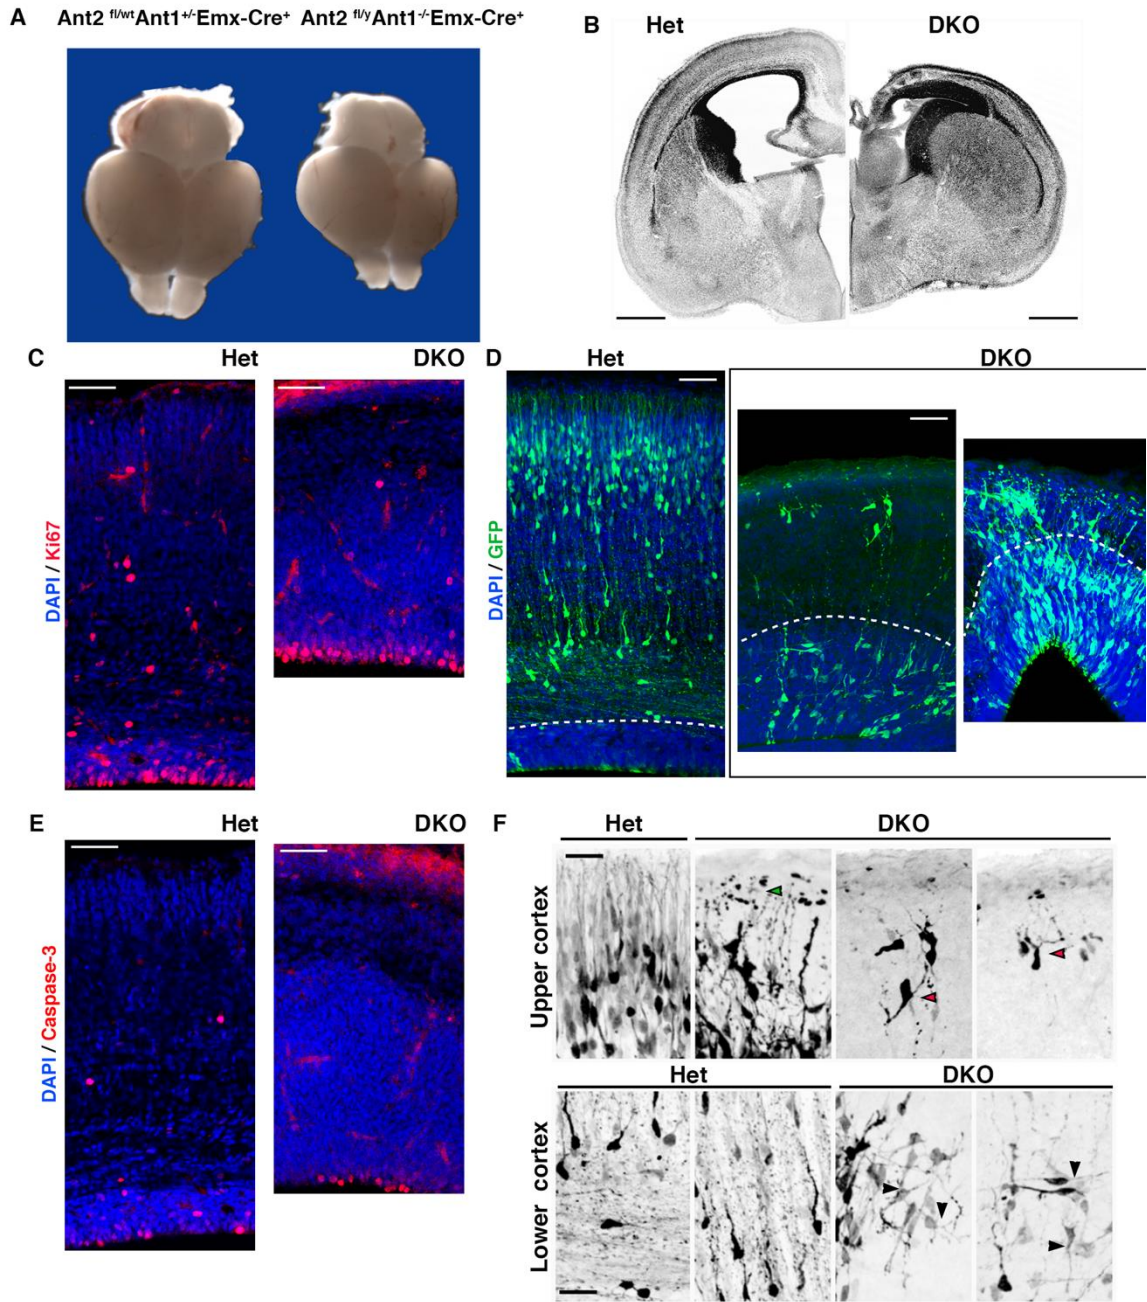 A
Ant2 fl/wtAnt1+/-Emx-Cre+ Ant2 fl/yAnt1-/-Emx-Cre+
B
Het DKO
C
Het DKO
DAPI / Ki67
D
Het DKO
DAPI / GFP
E
Het DKO
DAPI / Caspase-3
F
Het DKO
Upper cortex
Het DKO
Lower cortex